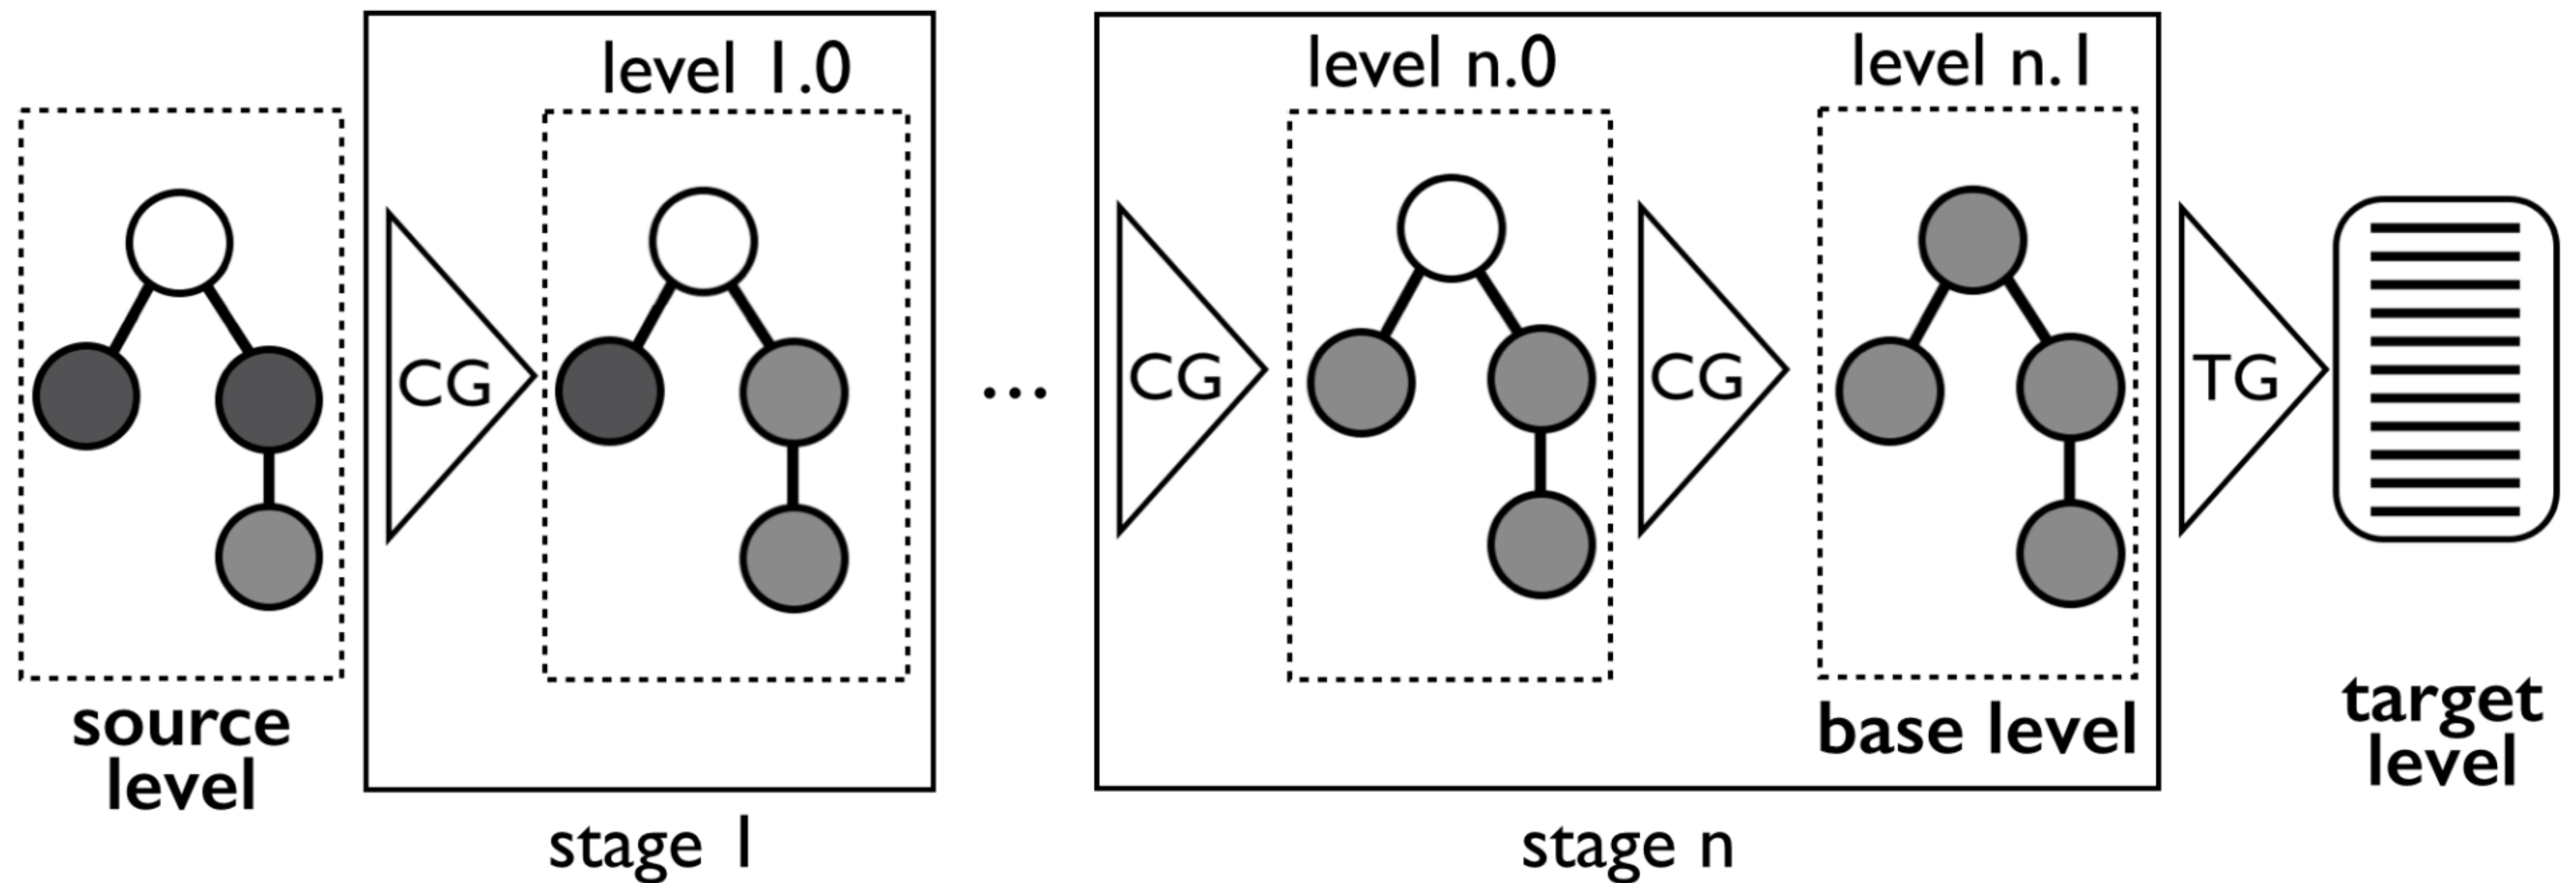 level 1.0
level n.0
level n.1
CG
...
CG
CG
TG
source
level
base level
target
level
stage 1
stage n